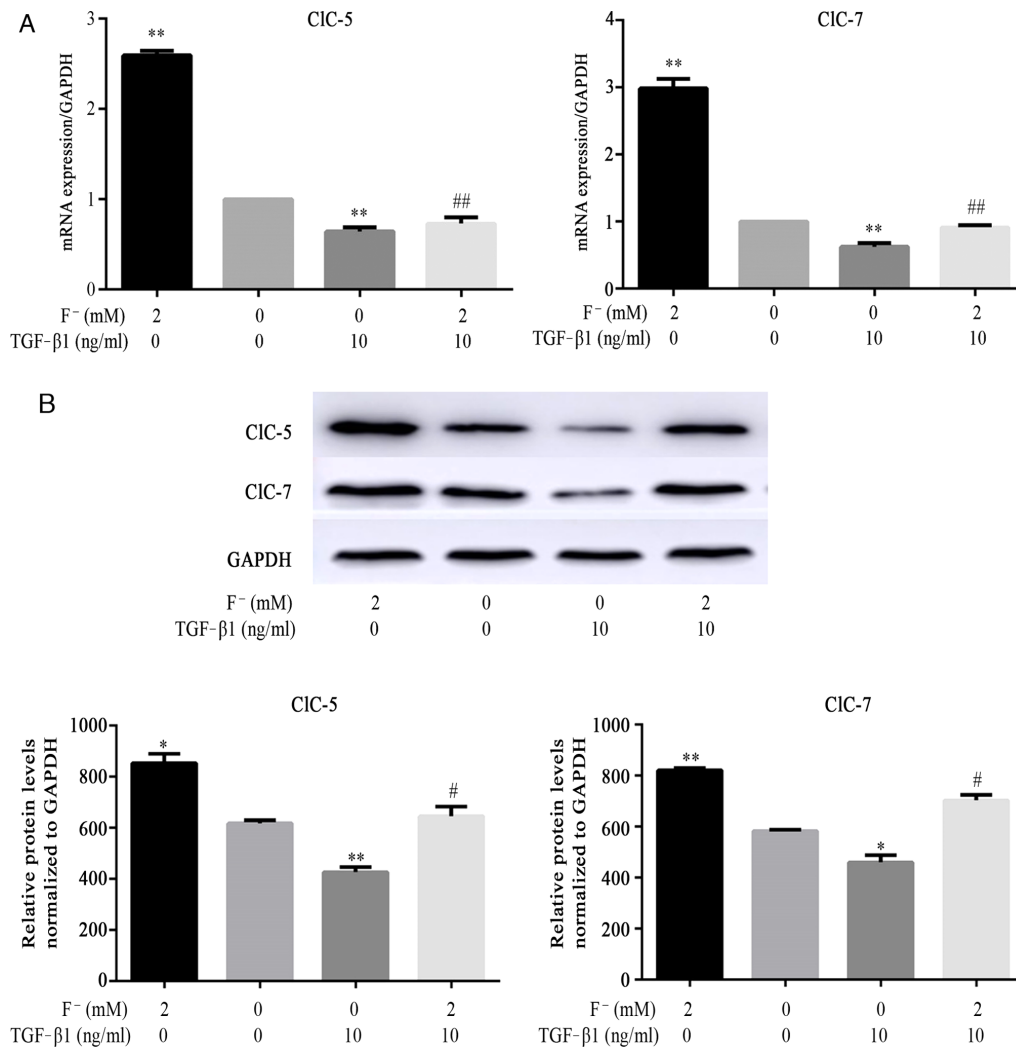 A
ClC-5
mRNA expression/GAPDH
3
2
1
0
**
**
##
F⁻ (mM) 2 0 0 2
TGF-β1 (ng/ml) 0 0 10 10
ClC-7
mRNA expression/GAPDH
4
3
2
1
0
**
**
##
F⁻ (mM) 2 0 0 2
TGF-β1 (ng/ml) 0 0 10 10
B
ClC-5
ClC-7
GAPDH
F⁻ (mM) 2 0 0 2
TGF-β1 (ng/ml) 0 0 10 10
ClC-5
Relative protein levels
normalized to GAPDH
1000
800
600
400
200
0
*
**
#
F⁻ (mM) 2 0 0 2
TGF-β1 (ng/ml) 0 0 10 10
ClC-7
Relative protein levels
normalized to GAPDH
1000
800
600
400
200
0
**
*
#
F⁻ (mM) 2 0 0 2
TGF-β1 (ng/ml) 0 0 10 10